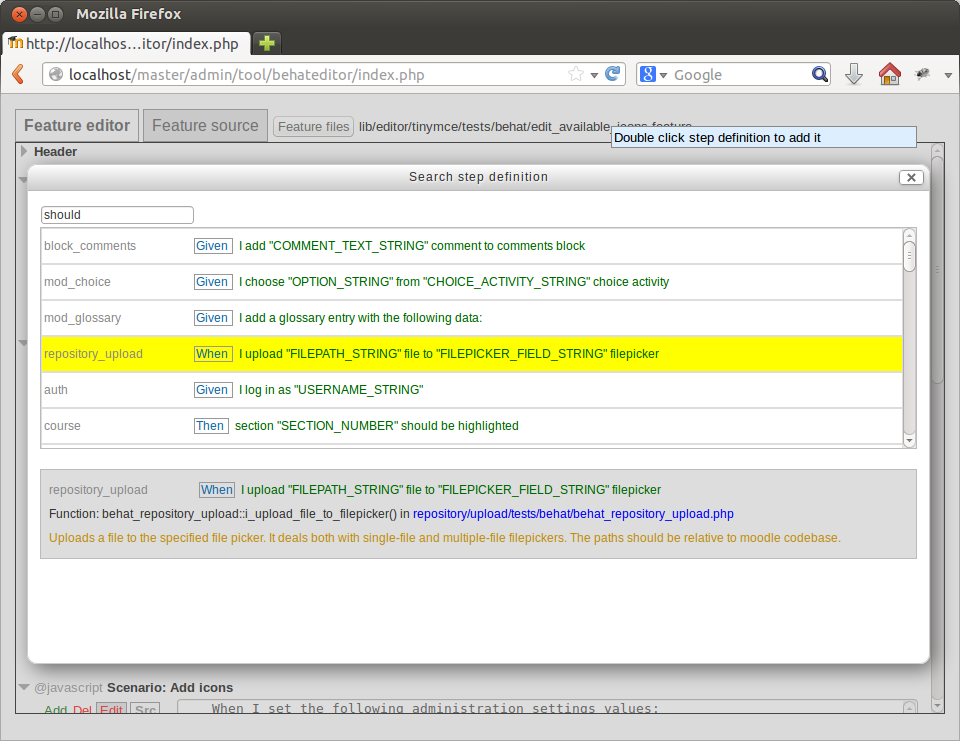 Mozilla Firefox
http://localhos...itor/index.php
localhost/master/admin/tool/behateditor/index.php
Google
Feature editor
Feature source
Feature files
lib/editor/tinymce/tests/behat/edit_available_icons.feature
Double click step definition to add it
Header
Search step definition
should
block_comments Given I add "COMMENT_TEXT_STRING" comment to comments block
mod_choice Given I choose "OPTION_STRING" from "CHOICE_ACTIVITY_STRING" choice activity
mod_glossary Given I add a glossary entry with the following data:
repository_upload When I upload "FILEPATH_STRING" file to "FILEPICKER_FIELD_STRING" filepicker
auth Given I log in as "USERNAME_STRING"
course Then section "SECTION_NUMBER" should be highlighted
repository_upload When I upload "FILEPATH_STRING" file to "FILEPICKER_FIELD_STRING" filepicker
Function: behat_repository_upload::i_upload_file_to_filepicker() in repository/upload/tests/behat/behat_repository_upload.php
Uploads a file to the specified file picker. It deals both with single-file and multiple-file filepickers. The paths should be relative to moodle codebase.
@javascript Scenario: Add icons
Add Del Edit Src When I set the following administration settings values: